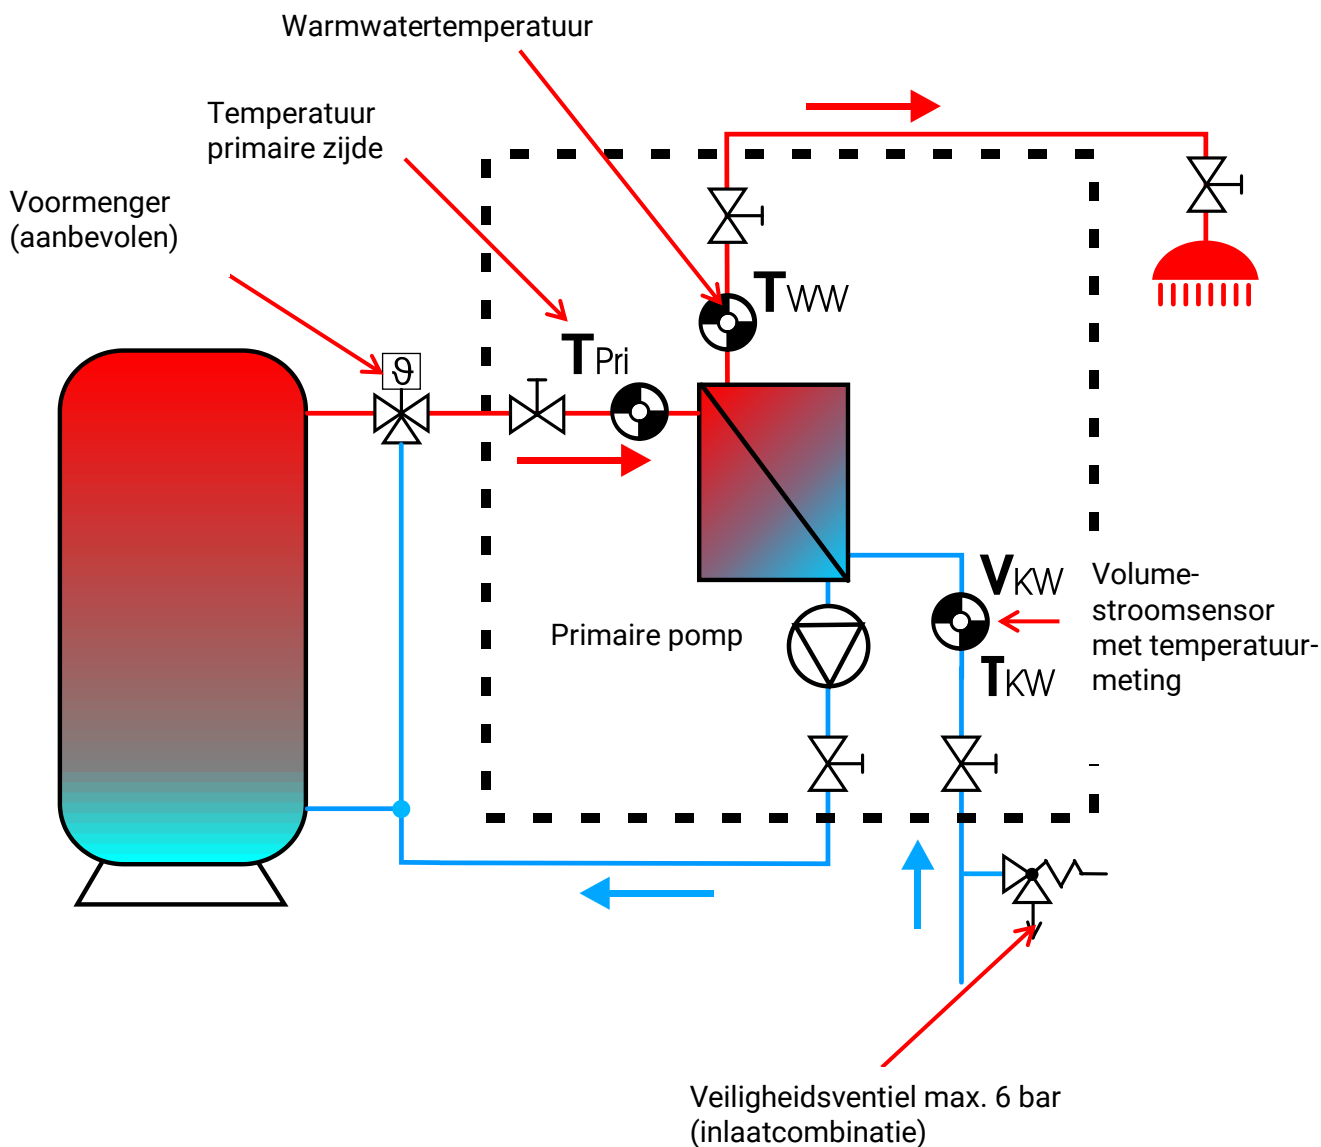 Warmwatertemperatuur
Temperatuur
primaire zijde
Voormenger
(aanbevolen)
TWW
TPri
ϑ
VKW
Volume-
stroomsensor
met temperatuur-
meting
Primaire pomp
TKW
Veiligheidsventiel max. 6 bar
(inlaatcombinatie)